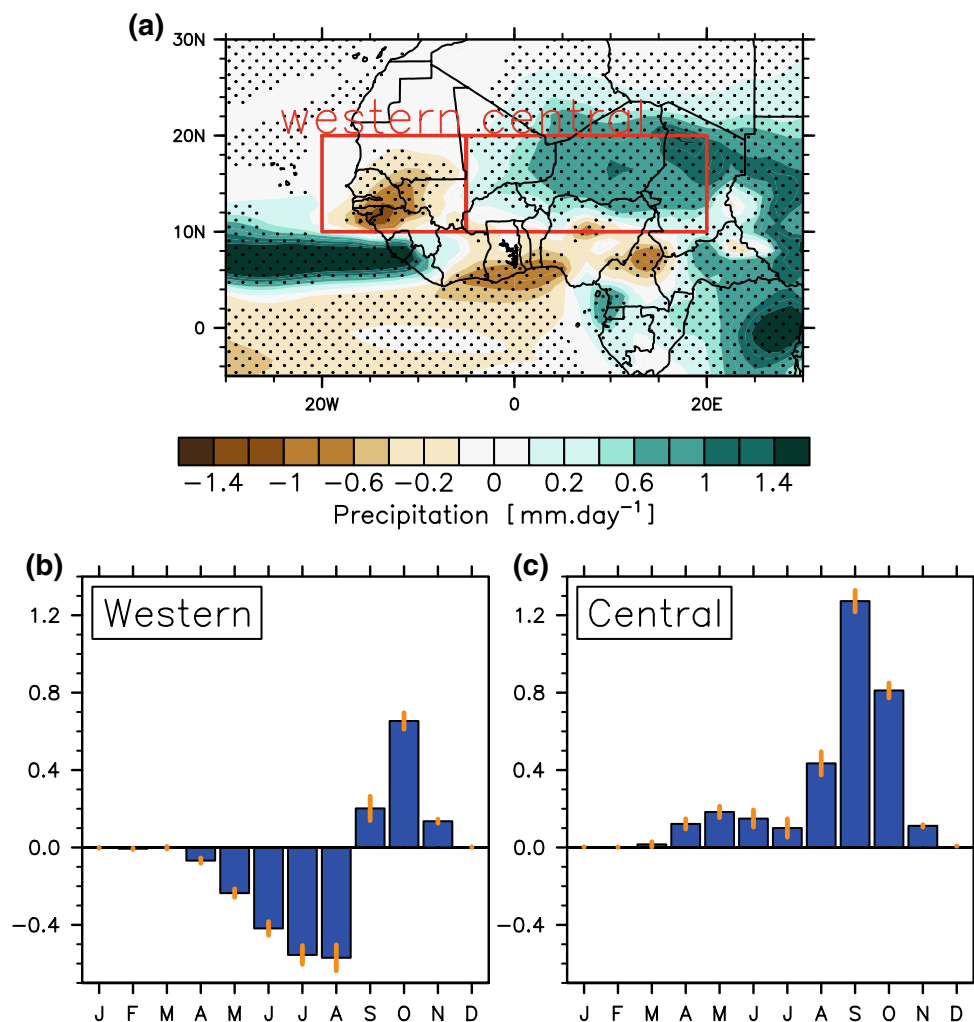 (a)
30N
western central
20N
10N
0
20W 0 20E
−1.4 −1 −0.6 −0.2 0 0.2 0.6 1 1.4
Precipitation [mm.day⁻¹]
(b)
Western
1.2
0.8
0.4
0.0
−0.4
J F M A M J J A S O N D
(c)
Central
1.2
0.8
0.4
0.0
−0.4
J F M A M J J A S O N D